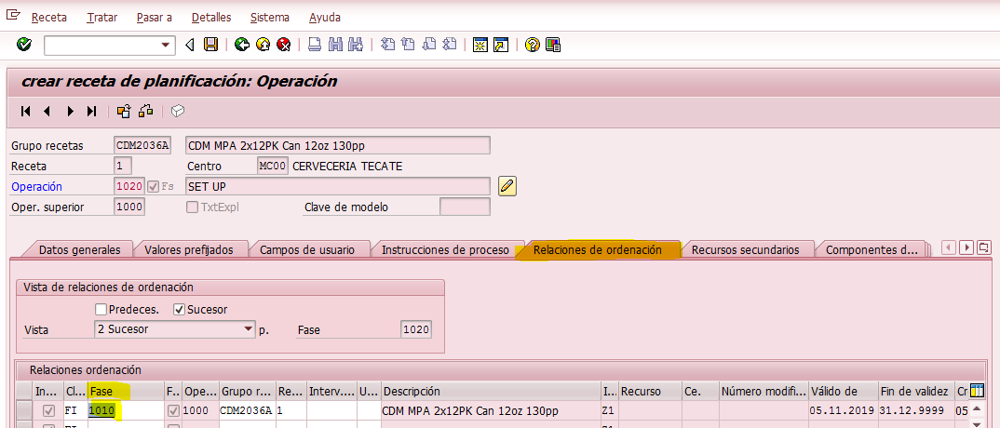 Receta Tratar Pasar a Detalles Sistema Ayuda
crear receta de planificación: Operación
Grupo recetas CDM2036A CDM MPA 2x12PK Can 12oz 130pp
Receta 1 Centro MC00 CERVECERIA TECATE
Operación 1020 Fs SET UP
Oper. superior 1000 TxtExpl Clave de modelo
Datos generales Valores prefijados Campos de usuario Instrucciones de proceso Relaciones de ordenación Recursos secundarios Componentes d...
Vista de relaciones de ordenación
Predeces. Sucesor
Vista 2 Sucesor p. Fase 1020
Relaciones ordenación
In... Cl... Fase F.. Ope... Grupo r... Re... Interv.... U... Descripción I... Recurso Ce. Número modifi... Válido de Fin de validez Cr
FI 1010 1000 CDM2036A 1 CDM MPA 2x12PK Can 12oz 130pp Z1 05.11.2019 31.12.9999 05